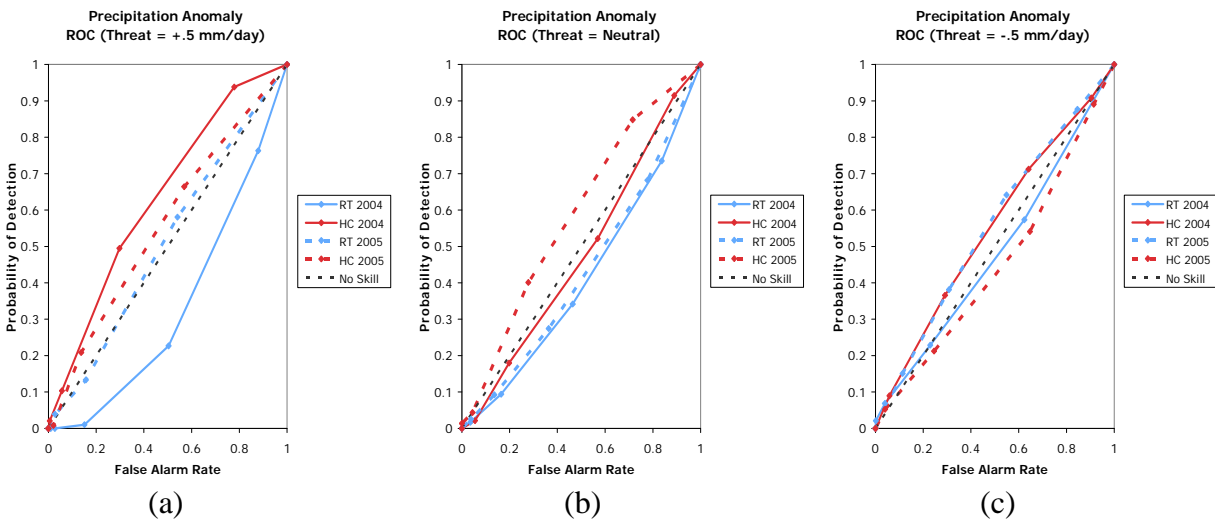 Precipitation Anomaly
ROC (Threat = +.5 mm/day)
Probability of Detection
1
0.9
0.8
0.7
0.6
0.5
0.4
0.3
0.2
0.1
0
0 0.2 0.4 0.6 0.8 1
False Alarm Rate
RT 2004
HC 2004
RT 2005
HC 2005
No Skill
(a)
Precipitation Anomaly
ROC (Threat = Neutral)
Probability of Detection
1
0.9
0.8
0.7
0.6
0.5
0.4
0.3
0.2
0.1
0
0 0.2 0.4 0.6 0.8 1
False Alarm Rate
RT 2004
HC 2004
RT 2005
HC 2005
No Skill
(b)
Precipitation Anomaly
ROC (Threat = -.5 mm/day)
Probability of Detection
1
0.9
0.8
0.7
0.6
0.5
0.4
0.3
0.2
0.1
0
0 0.2 0.4 0.6 0.8 1
False Alarm Rate
RT 2004
HC 2004
RT 2005
HC 2005
No Skill
(c)